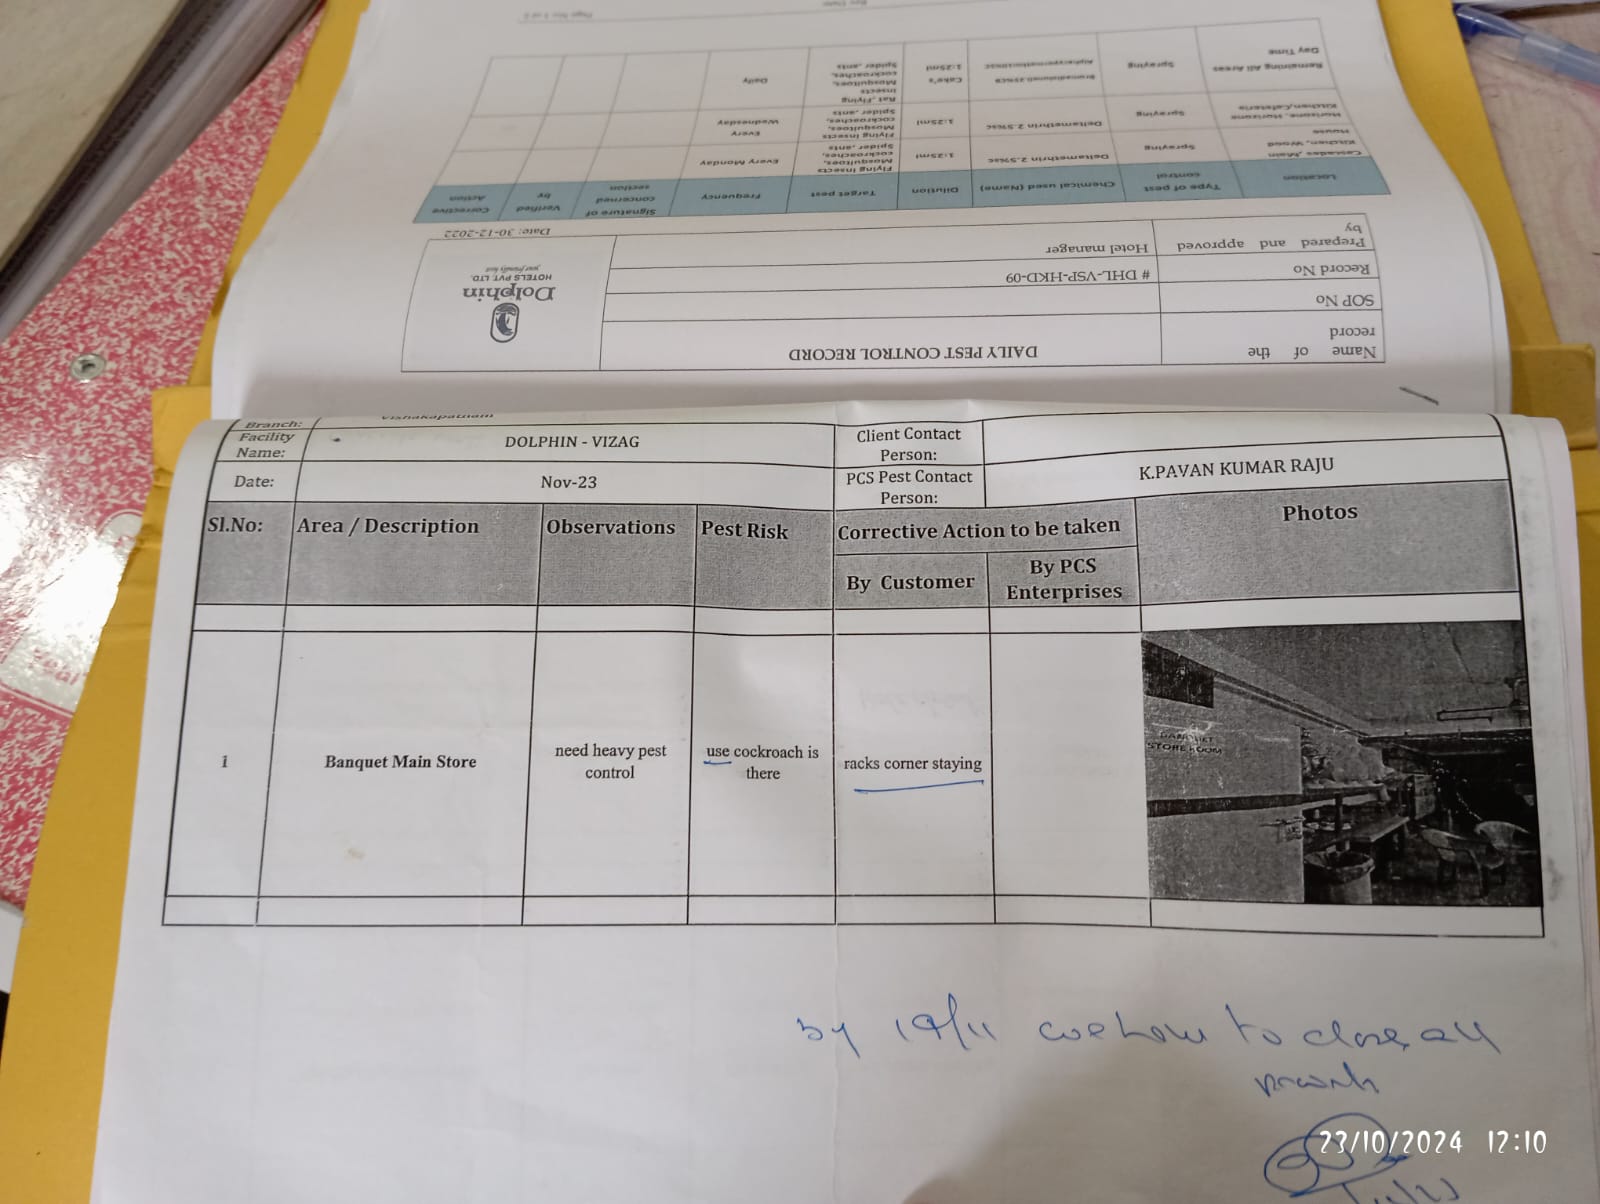 Page No 1 of 1
Location
Type of pest control
Chemical used (Name)
Dilution
Target pest
Frequency
Signature of concerned section
Verified by
Corrective Action
Cascades, Main Kitchen, Wood House
Spraying
Deltamethrin 2.5%sc
1:25ml
Flying insects Mosquitoes, cockroaches, Spider ,ants
Every Monday
Horizone, Horizons Kitchen/Cafeteria
Spraying
Deltamethrin 2.5%sc
1:25ml
Flying insects Mosquitoes, cockroaches, Spider ,ants
Every Wednesday
Remaining All Areas Day Time
Spraying
Cake's
1:25ml
Rat ,Flying insects Mosquitoes, cockroaches, Spider ,ants
Daily
Name of the record
DAILY PEST CONTROL RECORD
SOP No
Record No
# DHL-VSP-HKD-09
Prepared and approved by
Hotel manager
Date: 30-12-2022
Dolphin
HOTELS PVT. LTD.
your friendly host
Branch:
Vishakapatnam
Facility Name:
DOLPHIN - VIZAG
Client Contact Person:
Date:
Nov-23
PCS Pest Contact Person:
K.PAVAN KUMAR RAJU
Sl.No:
Area / Description
Observations
Pest Risk
Corrective Action to be taken
Photos
By Customer
By PCS Enterprises
1
Banquet Main Store
need heavy pest control
use cockroach is there
racks corner staying
BANQUET
STORE ROOM
by 19/11 we have to close all
23/10/2024 12:10